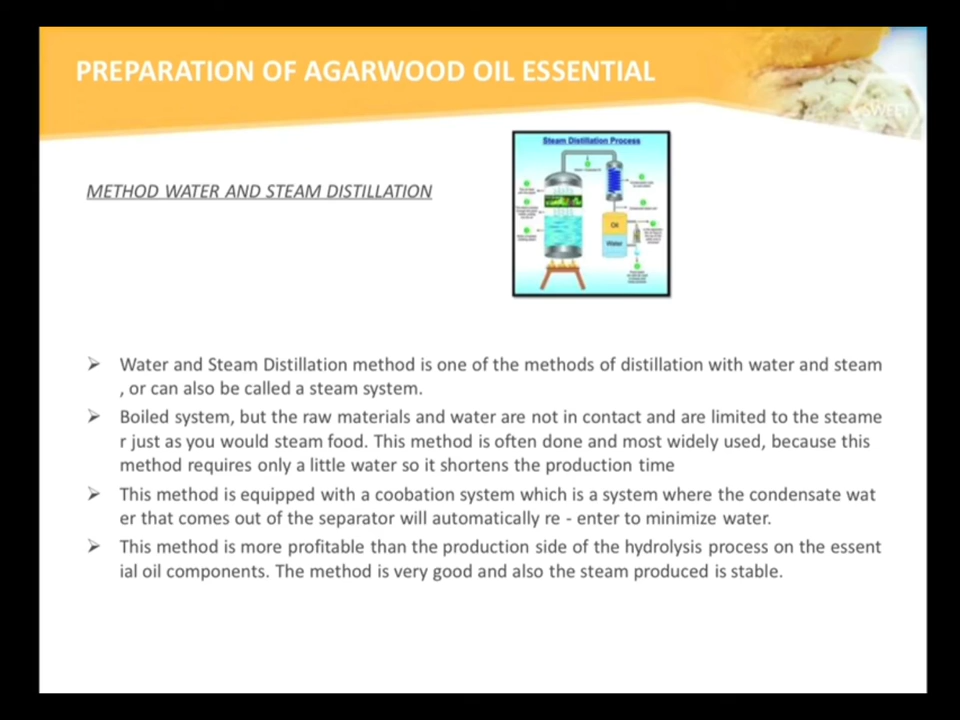 PREPARATION OF AGARWOOD OIL ESSENTIAL
SWEET
METHOD WATER AND STEAM DISTILLATION
Steam Distillation Process
Oil
Water
Water and Steam Distillation method is one of the methods of distillation with water and steam
, or can also be called a steam system.
Boiled system, but the raw materials and water are not in contact and are limited to the steame
r just as you would steam food. This method is often done and most widely used, because this
method requires only a little water so it shortens the production time
This method is equipped with a coobation system which is a system where the condensate wat
er that comes out of the separator will automatically re - enter to minimize water.
This method is more profitable than the production side of the hydrolysis process on the essent
ial oil components. The method is very good and also the steam produced is stable.